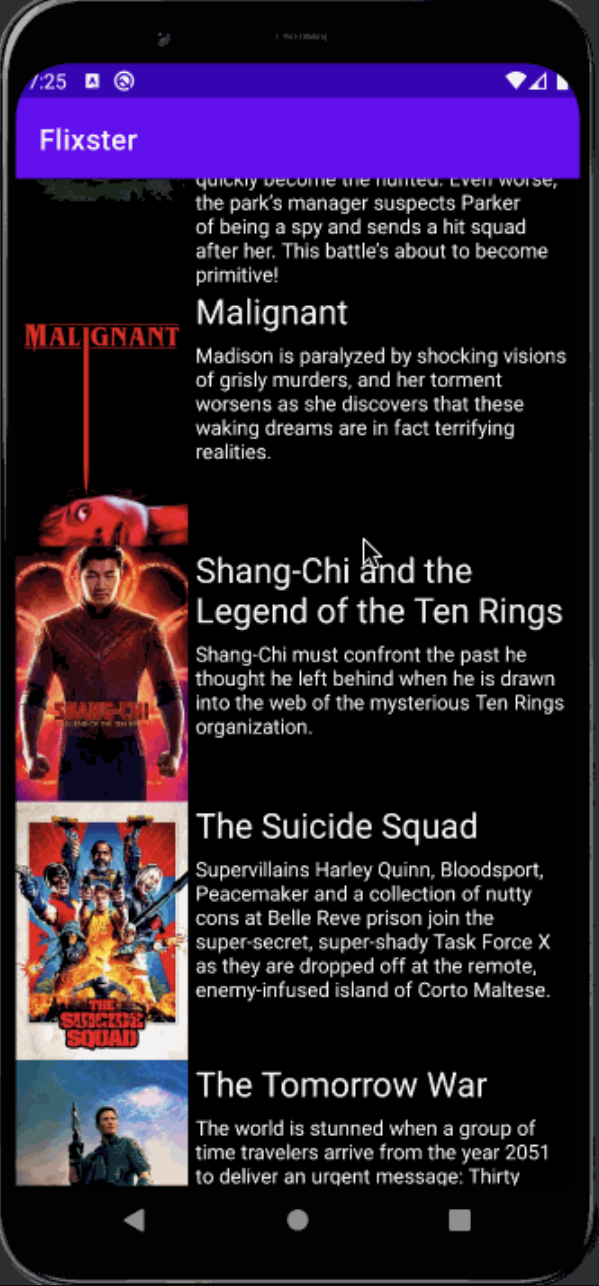 7:25
Flixster
quickly become the hunted. Even worse,
the park's manager suspects Parker
of being a spy and sends a hit squad
after her. This battle's about to become
primitive!
MALIGNANT
Malignant
Madison is paralyzed by shocking visions
of grisly murders, and her torment
worsens as she discovers that these
waking dreams are in fact terrifying
realities.
SHANG-CHI
Shang-Chi and the
Legend of the Ten Rings
Shang-Chi must confront the past he
thought he left behind when he is drawn
into the web of the mysterious Ten Rings
organization.
THE
SUICIDE
SQUAD
The Suicide Squad
Supervillains Harley Quinn, Bloodsport,
Peacemaker and a collection of nutty
cons at Belle Reve prison join the
super-secret, super-shady Task Force X
as they are dropped off at the remote,
enemy-infused island of Corto Maltese.
The Tomorrow War
The world is stunned when a group of
time travelers arrive from the year 2051
to deliver an urgent message: Thirty